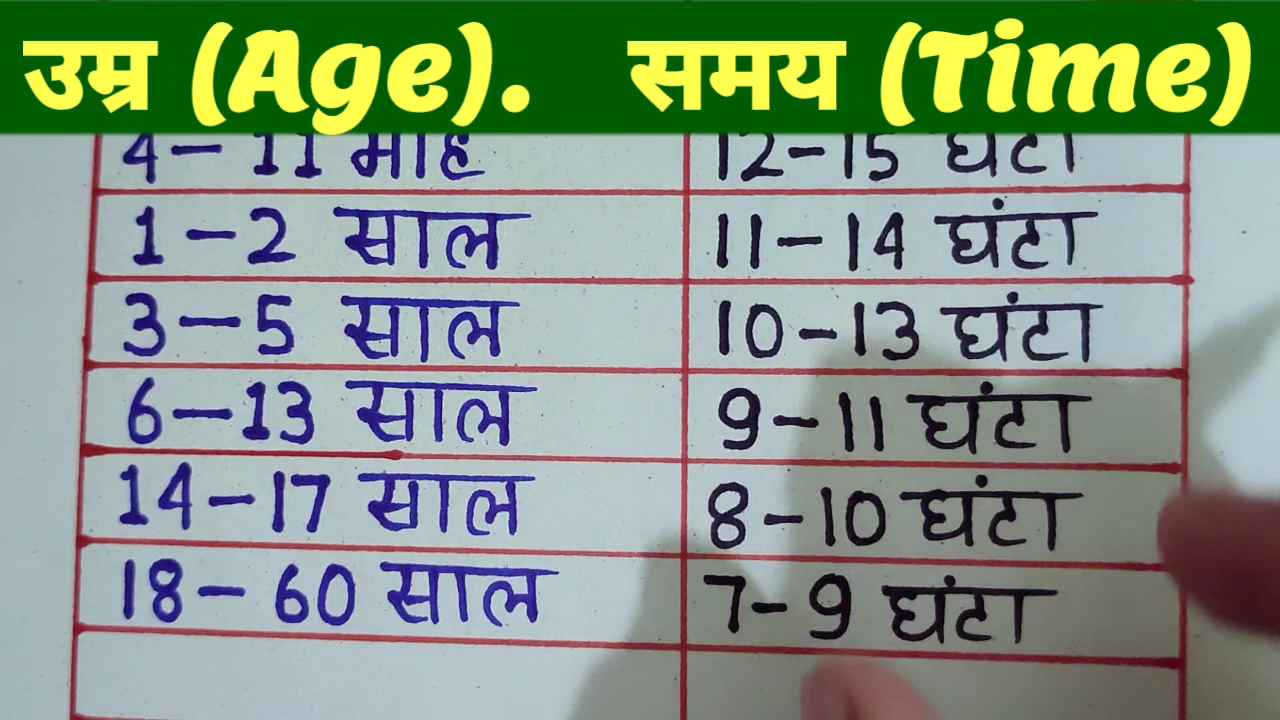 उम्र (Age). समय (Time)
4 – 11 माह 12-15 घंटा
1 – 2 साल 11-14 घंटा
3 – 5 साल 10-13 घंटा
6 – 13 साल 9-11 घंटा
14 – 17 साल 8-10 घंटा
18 – 60 साल 7-9 घंटा